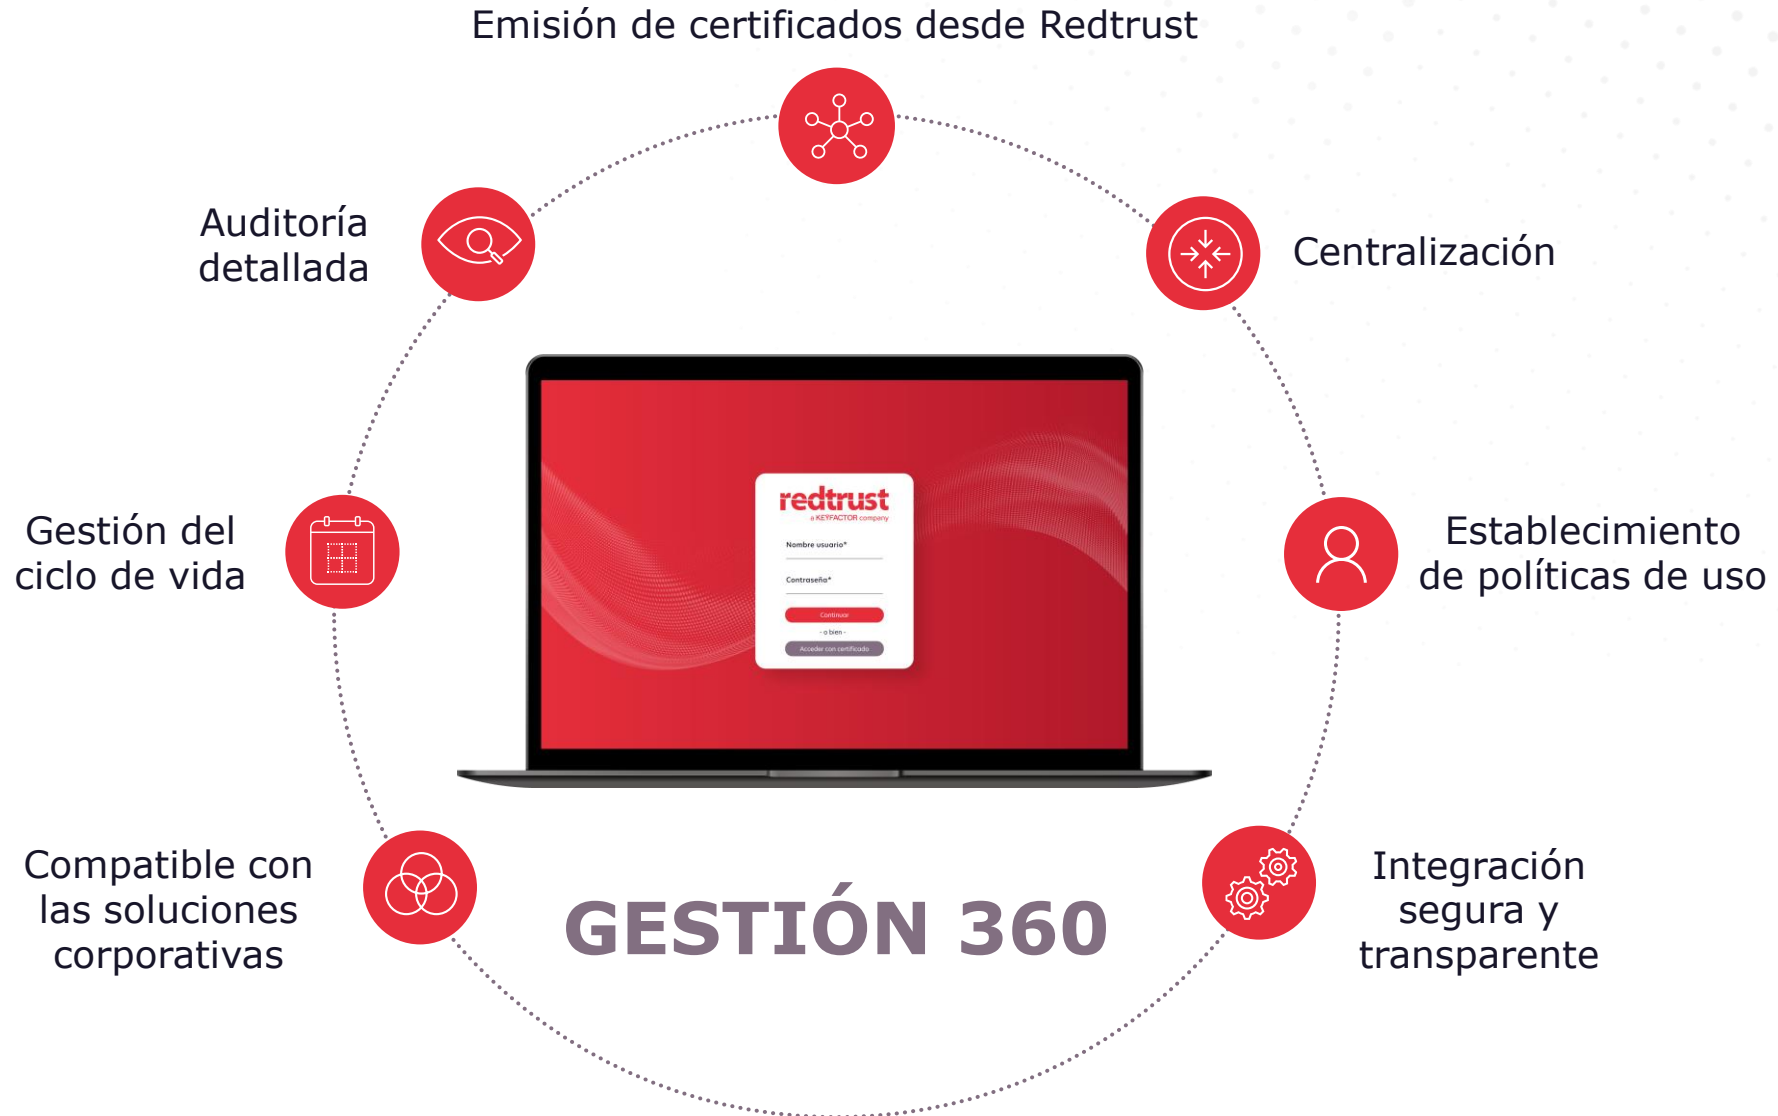 Emisión de certificados desde Redtrust
Auditoría
detallada
Centralización
redtrust
a KEYFACTOR company
Nombre usuario*
Contraseña*
Continuar
- o bien -
Acceder con certificado
Gestión del
ciclo de vida
Establecimiento
de políticas de uso
Compatible con
las soluciones
corporativas
GESTIÓN 360
Integración
segura y
transparente